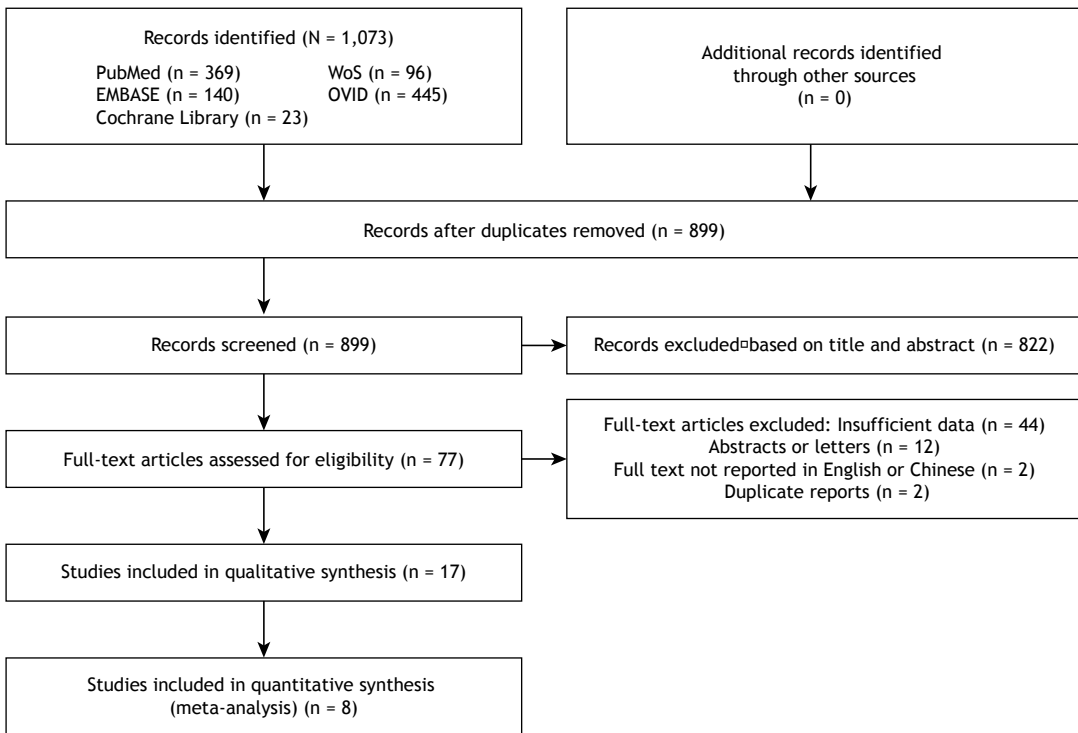 Records identified (N = 1,073)
PubMed (n = 369) WoS (n = 96)
EMBASE (n = 140) OVID (n = 445)
Cochrane Library (n = 23)
Additional records identified
through other sources
(n = 0)
Records after duplicates removed (n = 899)
Records screened (n = 899)
Records excluded¤based on title and abstract (n = 822)
Full-text articles assessed for eligibility (n = 77)
Full-text articles excluded: Insufficient data (n = 44)
Abstracts or letters (n = 12)
Full text not reported in English or Chinese (n = 2)
Duplicate reports (n = 2)
Studies included in qualitative synthesis (n = 17)
Studies included in quantitative synthesis
(meta-analysis) (n = 8)